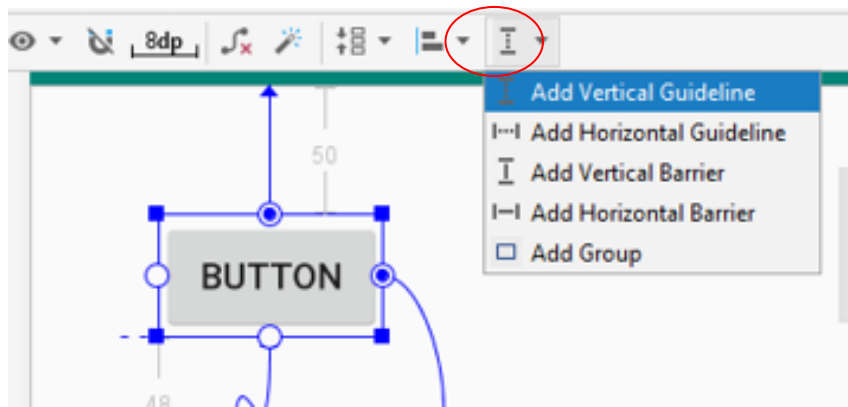 8dp
Add Vertical Guideline
50
Add Horizontal Guideline
Add Vertical Barrier
Add Horizontal Barrier
Add Group
BUTTON
48